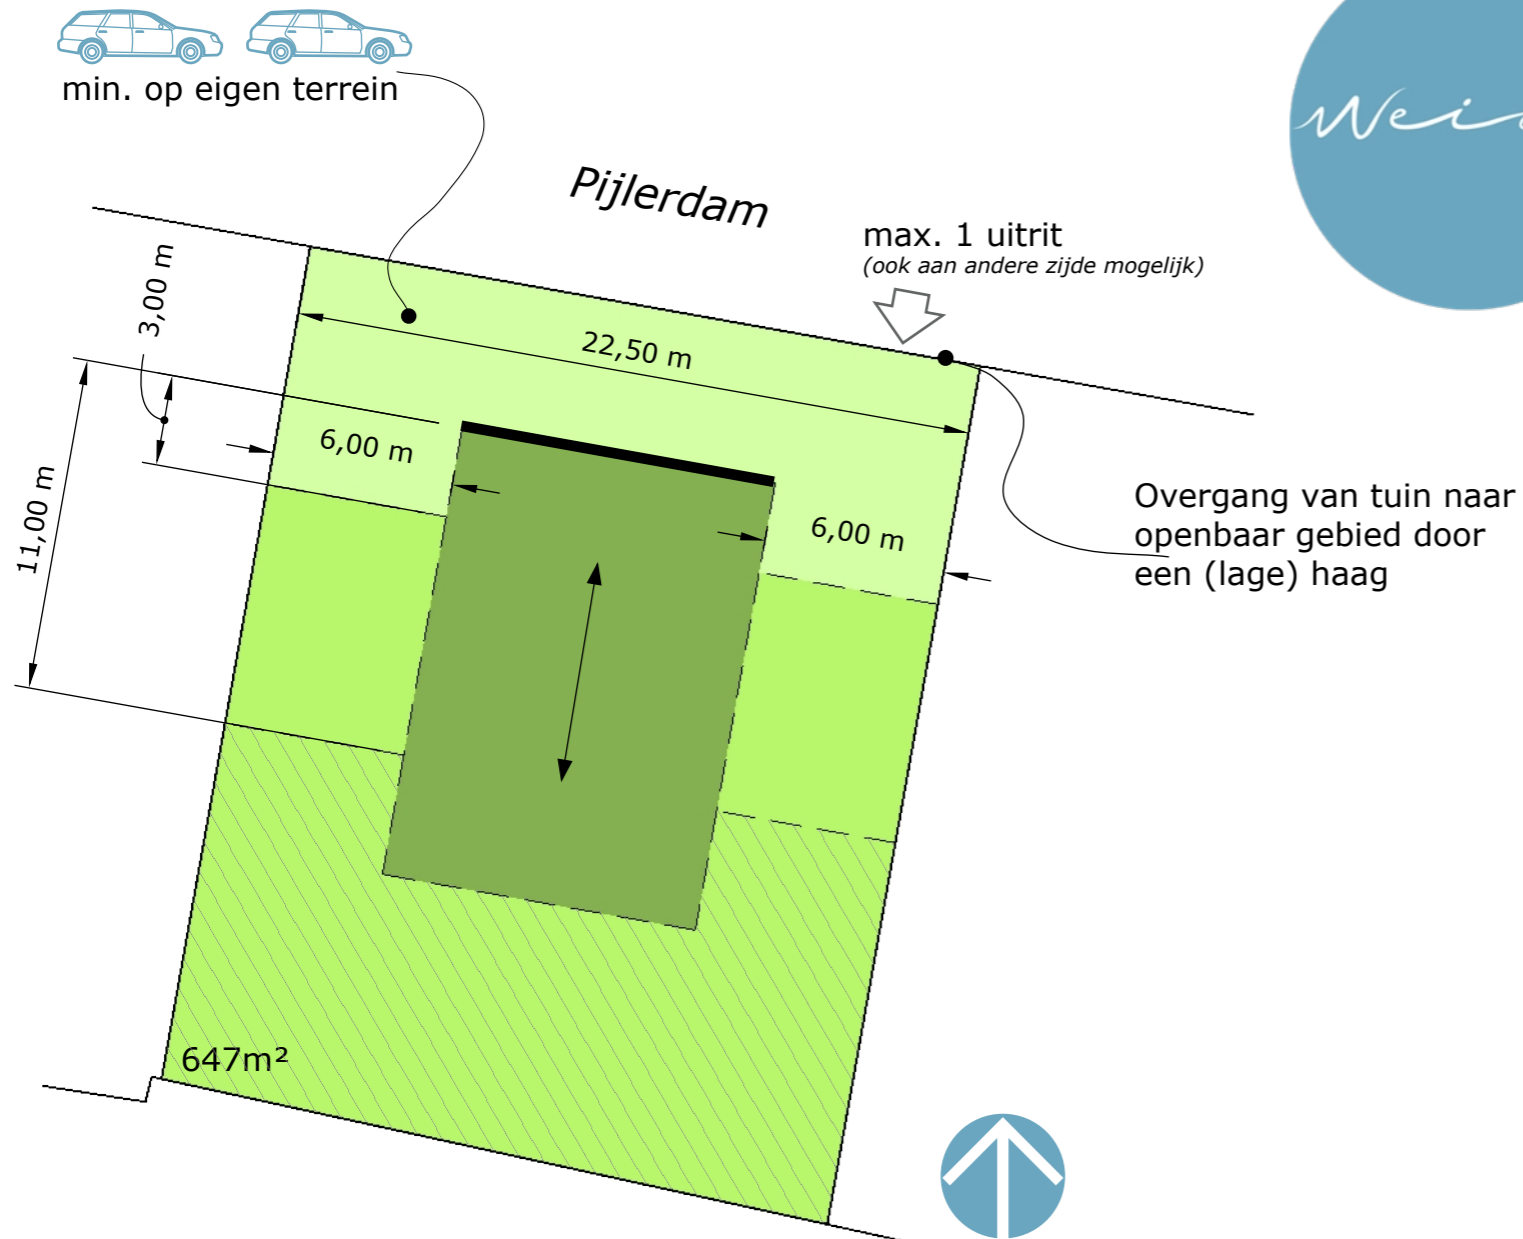 min. op eigen terrein
Pijlerdam
max. 1 uitrit
(ook aan andere zijde mogelijk)
3,00 m
22,50 m
6,00 m
11,00 m
6,00 m
Overgang van tuin naar
openbaar gebied door
een (lage) haag
647m²